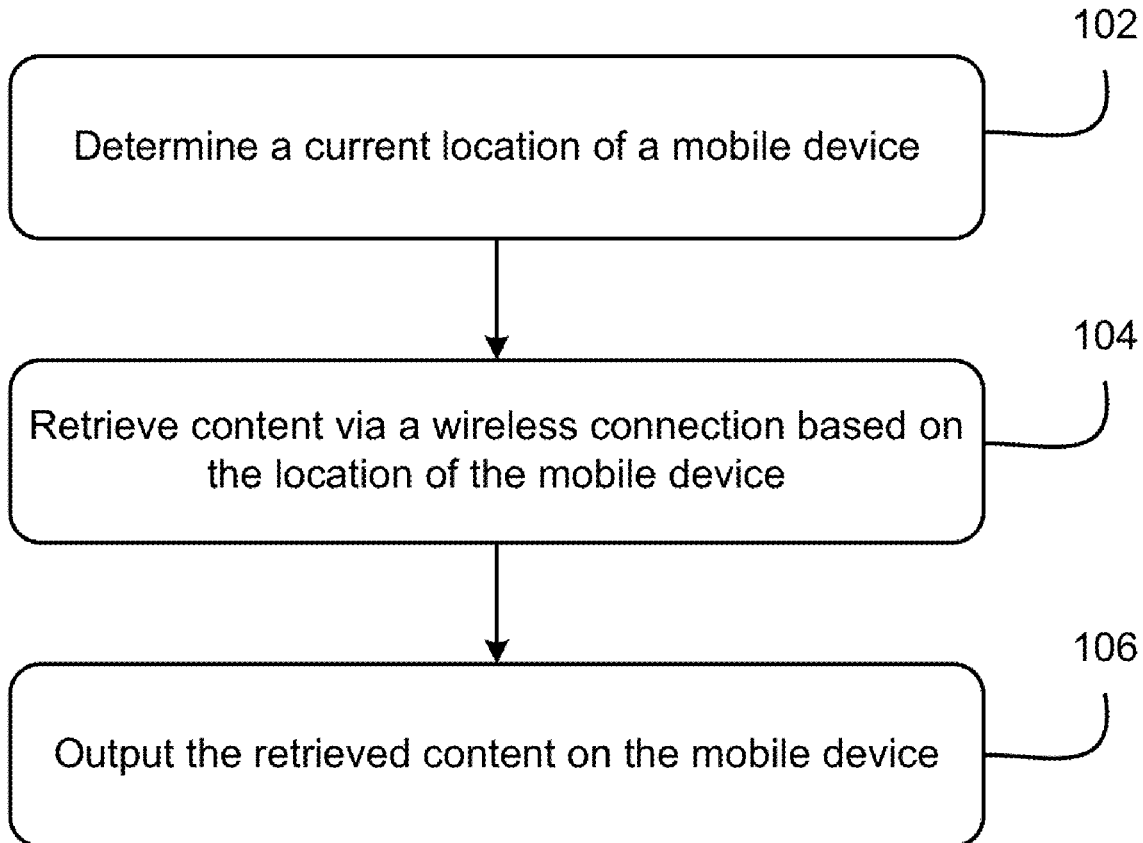 102
Determine a current location of a mobile device
104
Retrieve content via a wireless connection based on
the location of the mobile device
106
Output the retrieved content on the mobile device